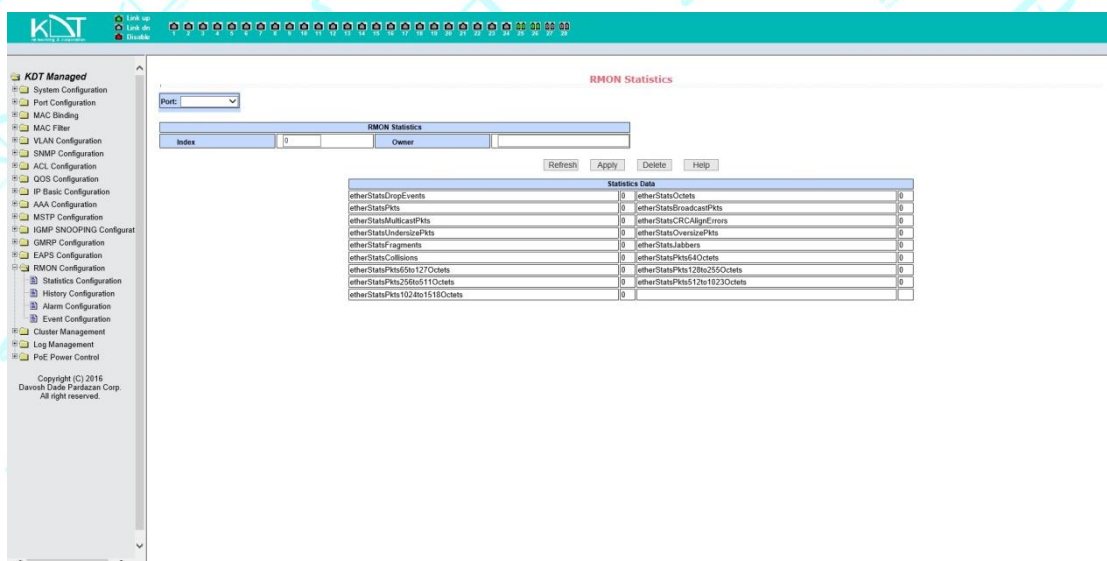 KDT
Link up
Link dn
Disable
1 2 3 4 5 6 7 8 9 10 11 12 13 14 15 16 17 18 19 20 21 22 23 24 25 26 27 28
KDT Managed
System Configuration
Port Configuration
MAC Binding
MAC Filter
VLAN Configuration
SNMP Configuration
ACL Configuration
QOS Configuration
IP Basic Configuration
AAA Configuration
MSTP Configuration
IGMP SNOOPING Configurat
GMRP Configuration
EAPS Configuration
RMON Configuration
Statistics Configuration
History Configuration
Alarm Configuration
Event Configuration
Cluster Management
Log Management
PoE Power Control
Copyright (C) 2016
Davosh Dade Pardazan Corp.
All right reserved.
RMON Statistics
Port:
RMON Statistics
Index 0 Owner
Refresh Apply Delete Help
Statistics Data
etherStatsDropEvents 0 etherStatsOctets 0
etherStatsPkts 0 etherStatsBroadcastPkts 0
etherStatsMulticastPkts 0 etherStatsCRCAlignErrors 0
etherStatsUndersizePkts 0 etherStatsOversizePkts 0
etherStatsFragments 0 etherStatsJabbers 0
etherStatsCollisions 0 etherStatsPkts64Octets 0
etherStatsPkts65to127Octets 0 etherStatsPkts128to255Octets 0
etherStatsPkts256to511Octets 0 etherStatsPkts512to1023Octets 0
etherStatsPkts1024to1518Octets 0